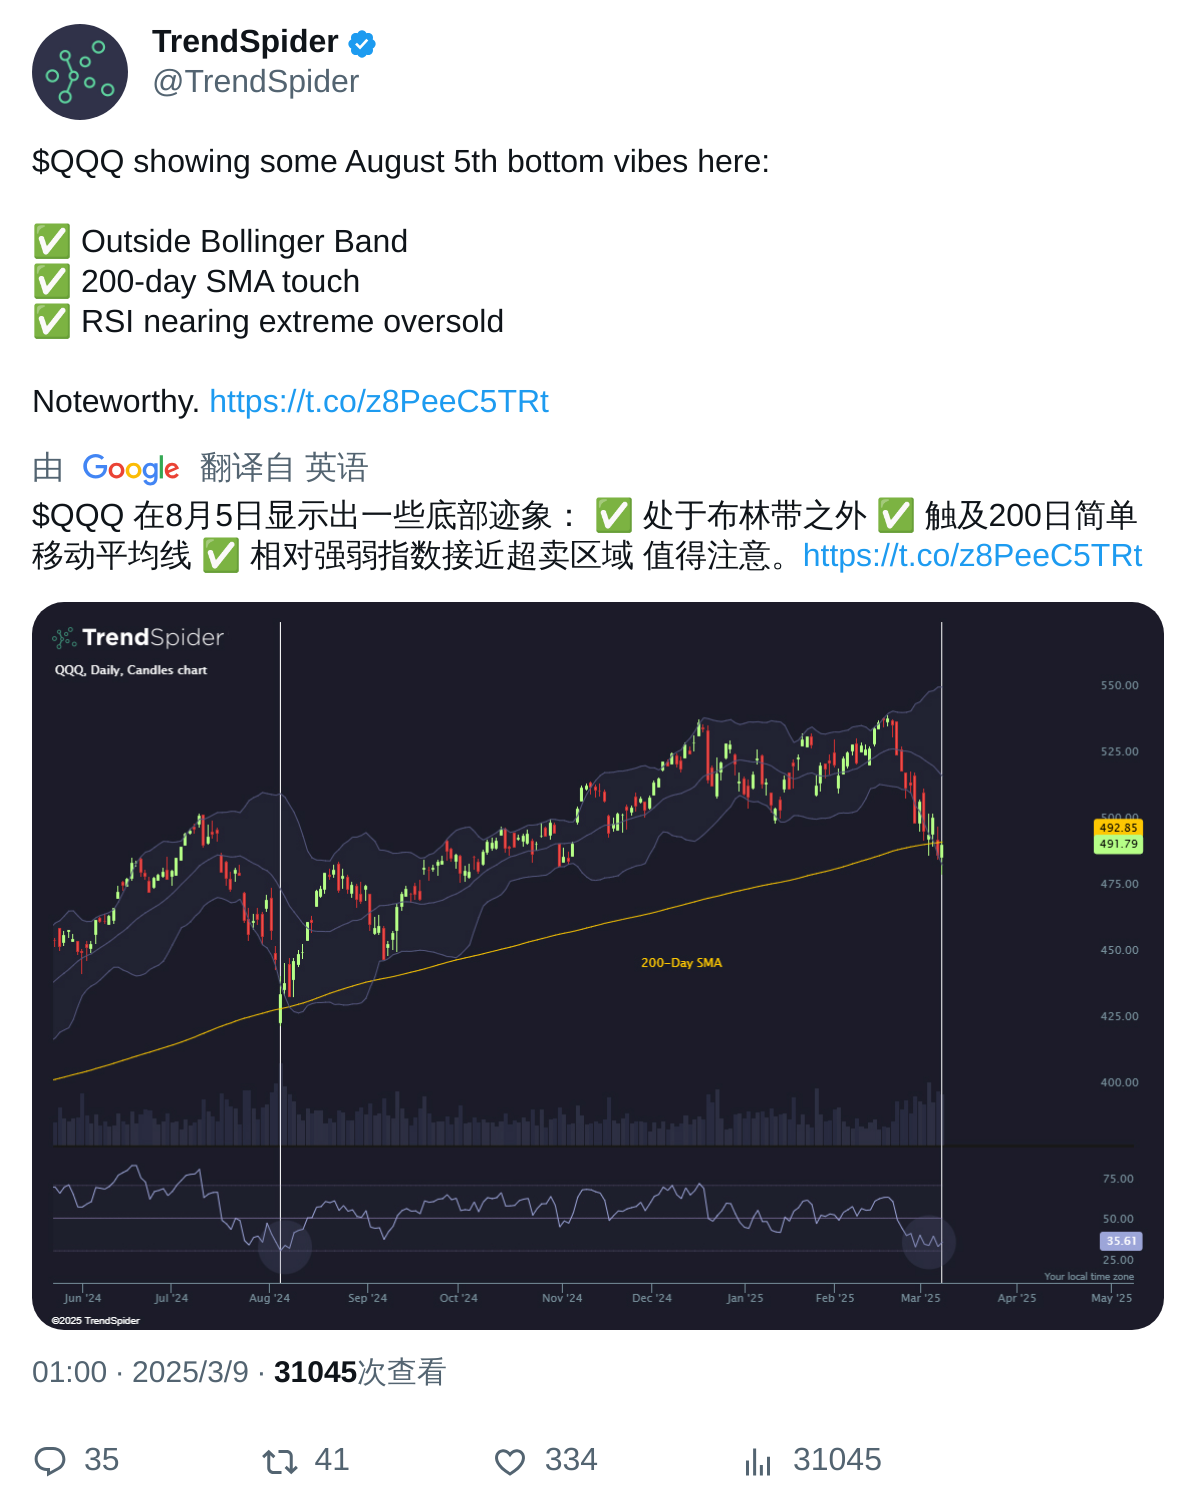 TrendSpider
@TrendSpider
$QQQ showing some August 5th bottom vibes here:
✅ Outside Bollinger Band
✅ 200-day SMA touch
✅ RSI nearing extreme oversold
Noteworthy. https://t.co/z8PeeC5TRt
由 Google 翻译自 英语
$QQQ 在8月5日显示出一些底部迹象： ✅ 处于布林带之外 ✅ 触及200日简单
移动平均线 ✅ 相对强弱指数接近超卖区域 值得注意。https://t.co/z8PeeC5TRt
TrendSpider
QQQ, Daily, Candles chart
550.00
525.00
500.00
492.85
491.79
475.00
450.00
200-Day SMA
425.00
400.00
75.00
50.00
35.61
25.00
Your local time zone
Jun '24 Jul '24 Aug '24 Sep '24 Oct '24 Nov '24 Dec '24 Jan '25 Feb '25 Mar '25 Apr '25 May '25
©2025 TrendSpider
01:00 · 2025/3/9 · 31045次查看
35 41 334 31045